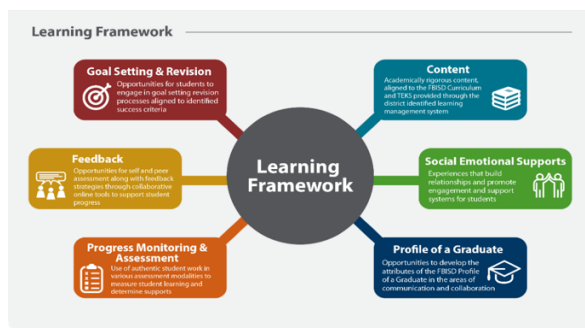 Learning Framework
Goal Setting & Revision
Opportunities for students to
engage in goal setting revision
processes aligned to identified
success criteria
Content
Academically rigorous content,
aligned to the FBISD Curriculum
and TEKS provided through the
district identified learning
management system
Feedback
Opportunities for self and peer
assessment along with feedback
strategies through collaborative
online tools to support student
progress
Learning
Framework
Social Emotional Supports
Experiences that build
relationships and promote
engagement and support
systems for students
Progress Monitoring &
Assessment
Use of authentic student work in
various assessment modalities to
measure student learning and
determine supports
Profile of a Graduate
Opportunities to develop the
attributes of the FBISD Profile
of a Graduate in the areas of
communication and collaboration